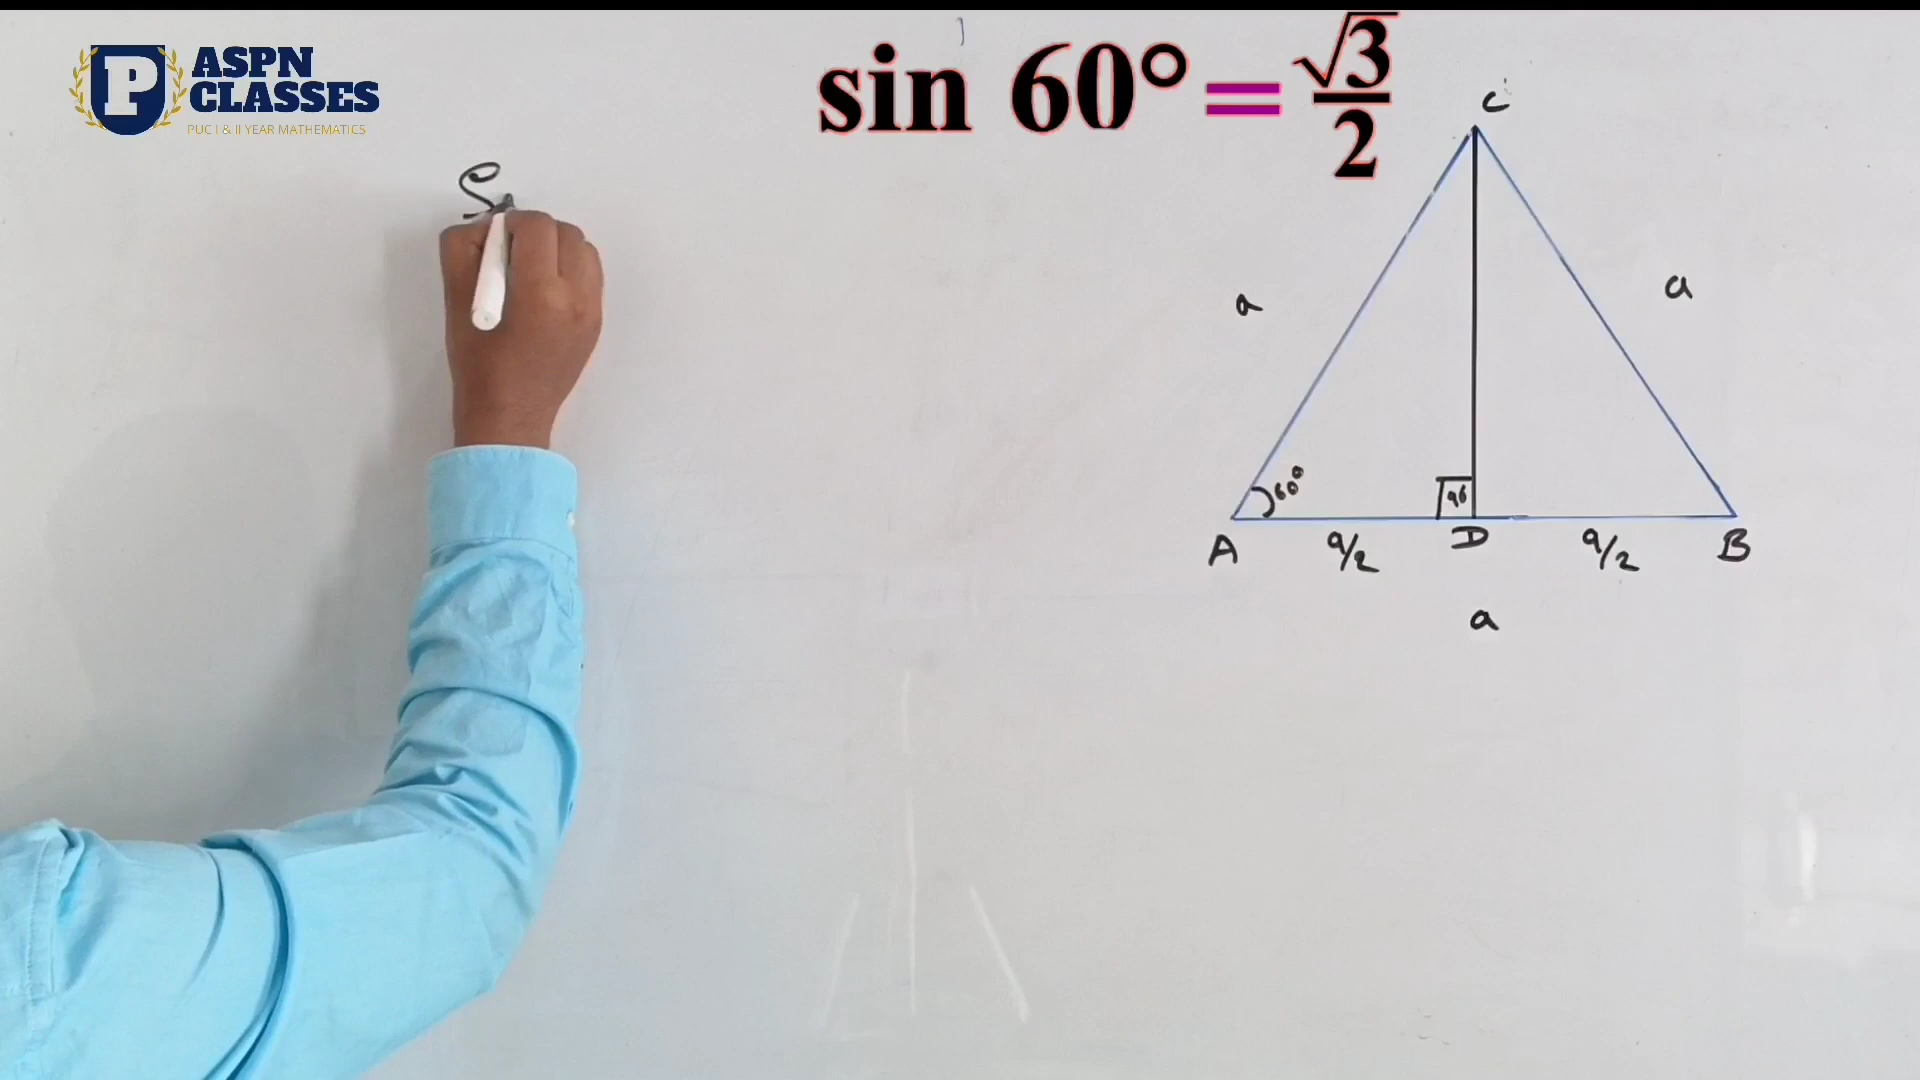 ASPN
CLASSES
PUC I & II YEAR MATHEMATICS
sin 60° = √3/2
S
C
a
a
60°
90
A
a/2
D
a/2
B
a